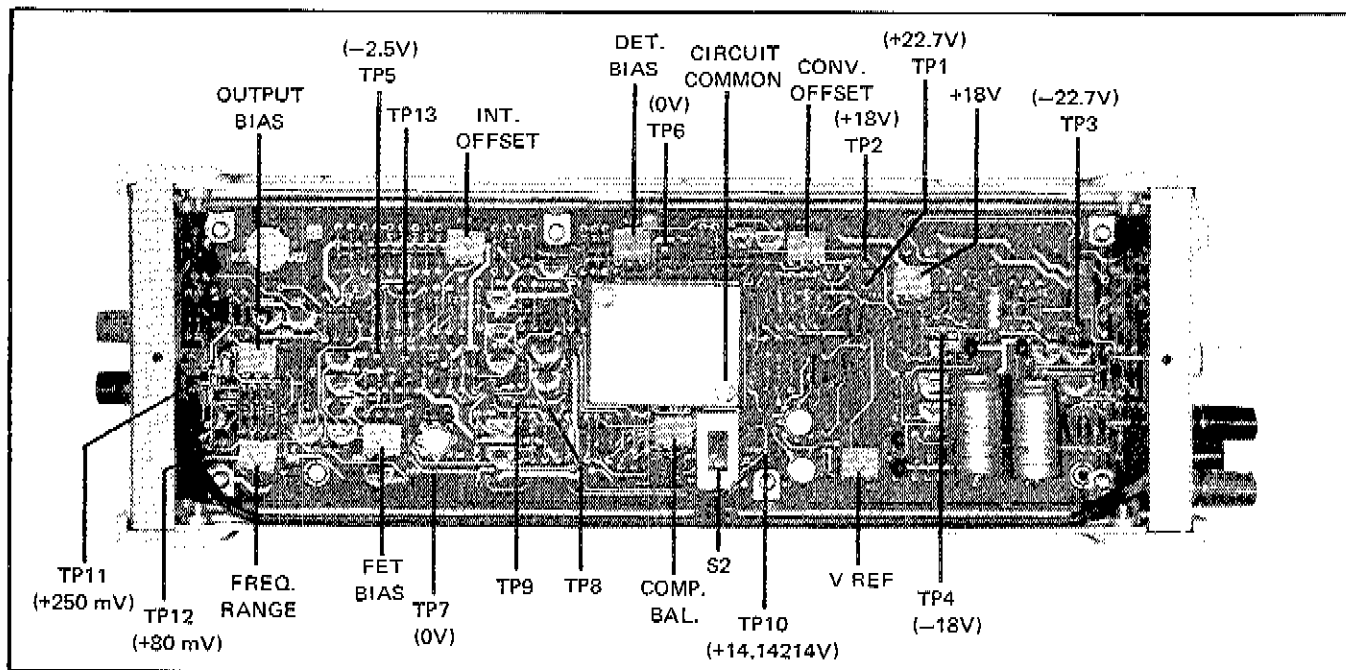 (−2.5V)
TP5
OUTPUT
BIAS
TP13
INT.
OFFSET
DET.
BIAS
(0V)
TP6
CIRCUIT
COMMON
CONV.
OFFSET
(+18V)
TP2
(+22.7V)
TP1
+18V
(−22.7V)
TP3
TP11
(+250 mV)
TP12
(+80 mV)
FREQ.
RANGE
FET
BIAS
TP7
(0V)
TP9
TP8
COMP.
BAL.
S2
TP10
(+14.14214V)
V REF
TP4
(−18V)